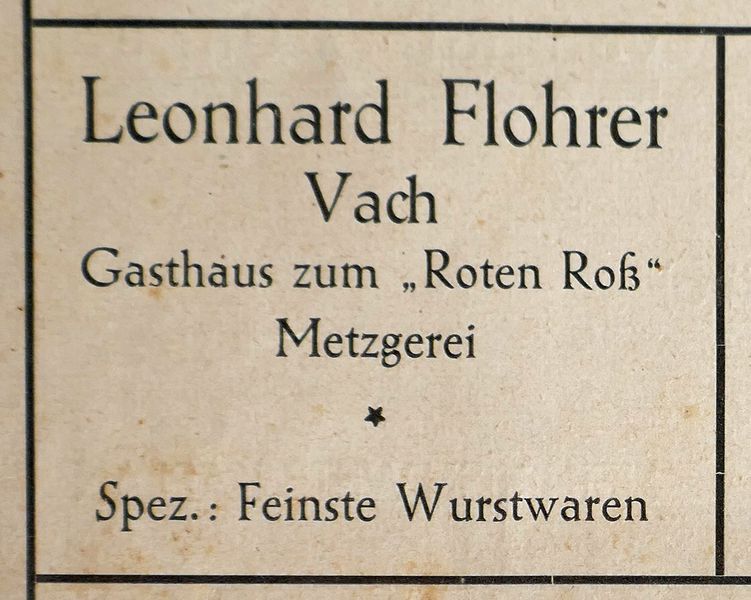 Leonhard Flohrer
Vach
Gasthaus zum „Roten Roß“
Metzgerei
Spez.: Feinste Wurstwaren